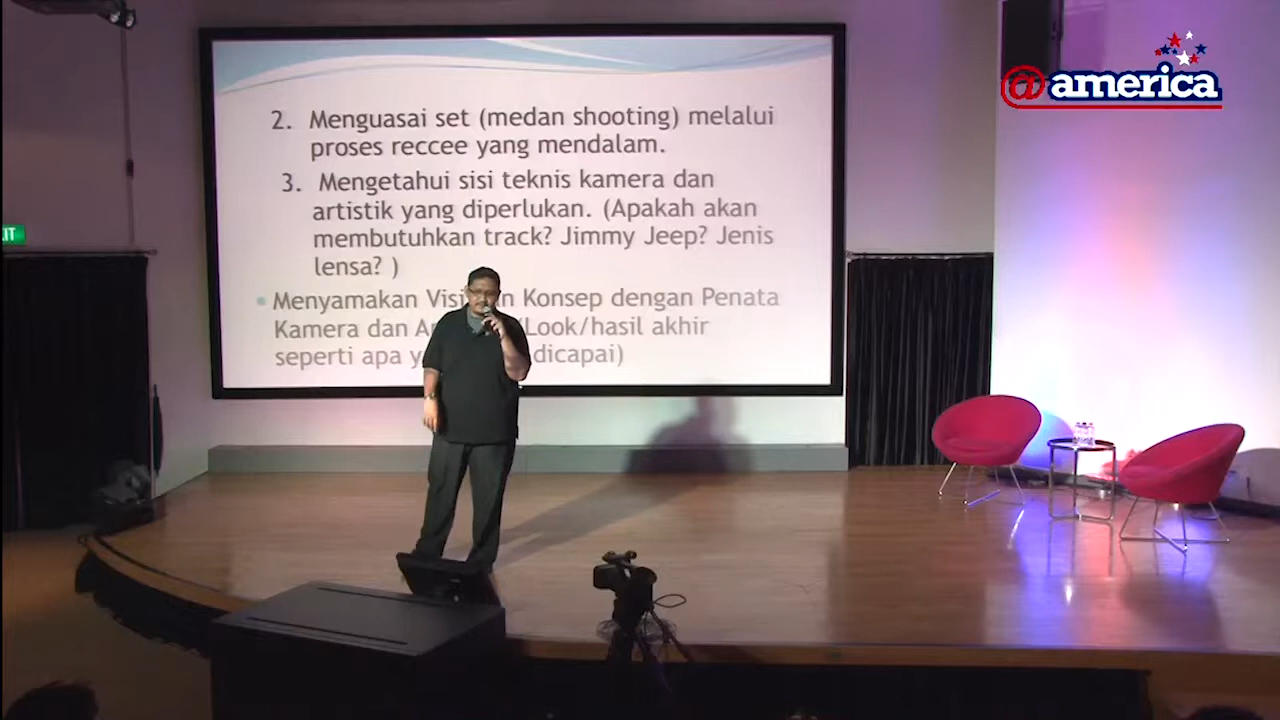 @america
2. Menguasai set (medan shooting) melalui
proses reccee yang mendalam.
3. Mengetahui sisi teknis kamera dan
artistik yang diperlukan. (Apakah akan
membutuhkan track? Jimmy Jeep? Jenis
lensa? )
Menyamakan Konsep dengan Penata
Kamera dan /Look/hasil akhir
seperti apa dicapai)